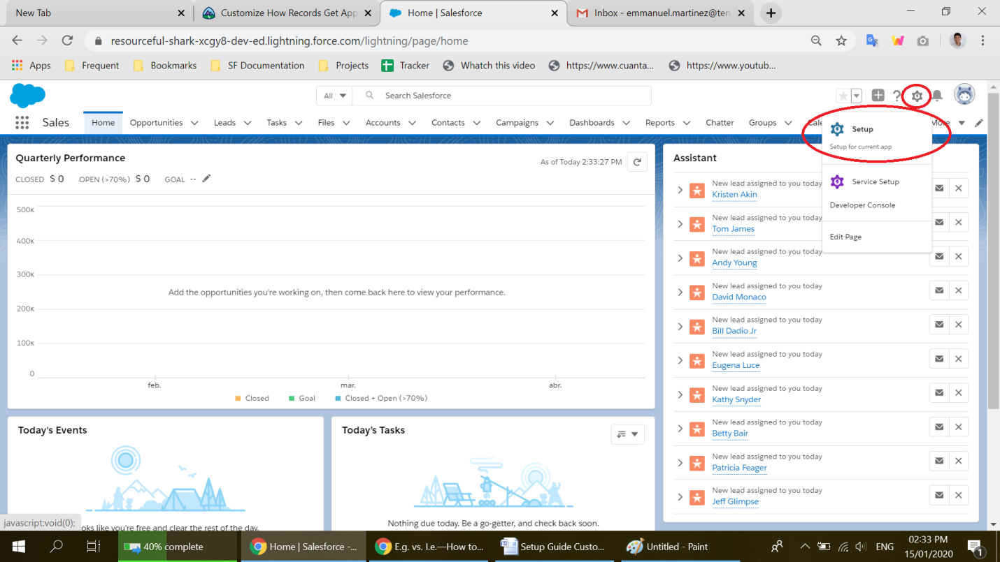 New Tab
Customize How Records Get App
Home | Salesforce
Inbox - emmanuel.martinez@ten
resourceful-shark-xcgy8-dev-ed.lightning.force.com/lightning/page/home
Apps
Frequent
Bookmarks
SF Documentation
Projects
Tracker
Whatch this video
https://www.cuanta...
https://www.youtub...
All
Search Salesforce
Sales
Home
Opportunities
Leads
Tasks
Files
Accounts
Contacts
Campaigns
Dashboards
Reports
Chatter
Groups
Cale
More
Setup
Setup for current app
Service Setup
Developer Console
Edit Page
Quarterly Performance
As of Today 2:33:27 PM
CLOSED $ 0 OPEN (>70%) $ 0 GOAL --
500K
400K
300K
200K
100K
0
Add the opportunities you're working on, then come back here to view your performance.
feb.
mar.
abr.
Closed
Goal
Closed + Open (>70%)
Assistant
New lead assigned to you today
Kristen Akin
New lead assigned to you today
Tom James
New lead assigned to you today
Andy Young
New lead assigned to you today
David Monaco
New lead assigned to you today
Bill Dadio Jr
New lead assigned to you today
Eugena Luce
New lead assigned to you today
Kathy Snyder
New lead assigned to you today
Betty Bair
New lead assigned to you today
Patricia Feager
New lead assigned to you today
Jeff Glimpse
Today's Events
ooks like you're free and clear the rest of the day.
Today's Tasks
Nothing due today. Be a go-getter, and check back soon.
javascript:void(0);
40% complete
Home | Salesforce -...
E.g. vs. I.e.—How to...
Setup Guide Custo...
Untitled - Paint
ENG
02:33 PM
15/01/2020
1